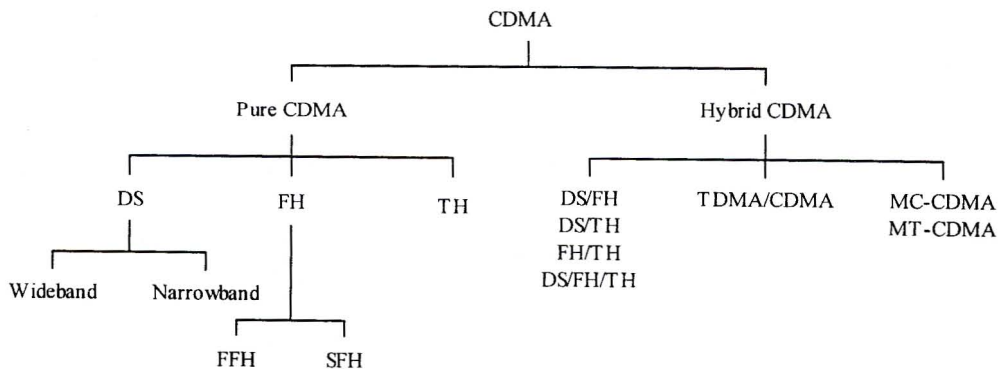 CDMA
Pure CDMA
Hybrid CDMA
DS
FH
TH
DS/FH
DS/TH
FH/TH
DS/FH/TH
TDMA/CDMA
MC-CDMA
MT-CDMA
Wideband
Narrowband
FFH
SFH